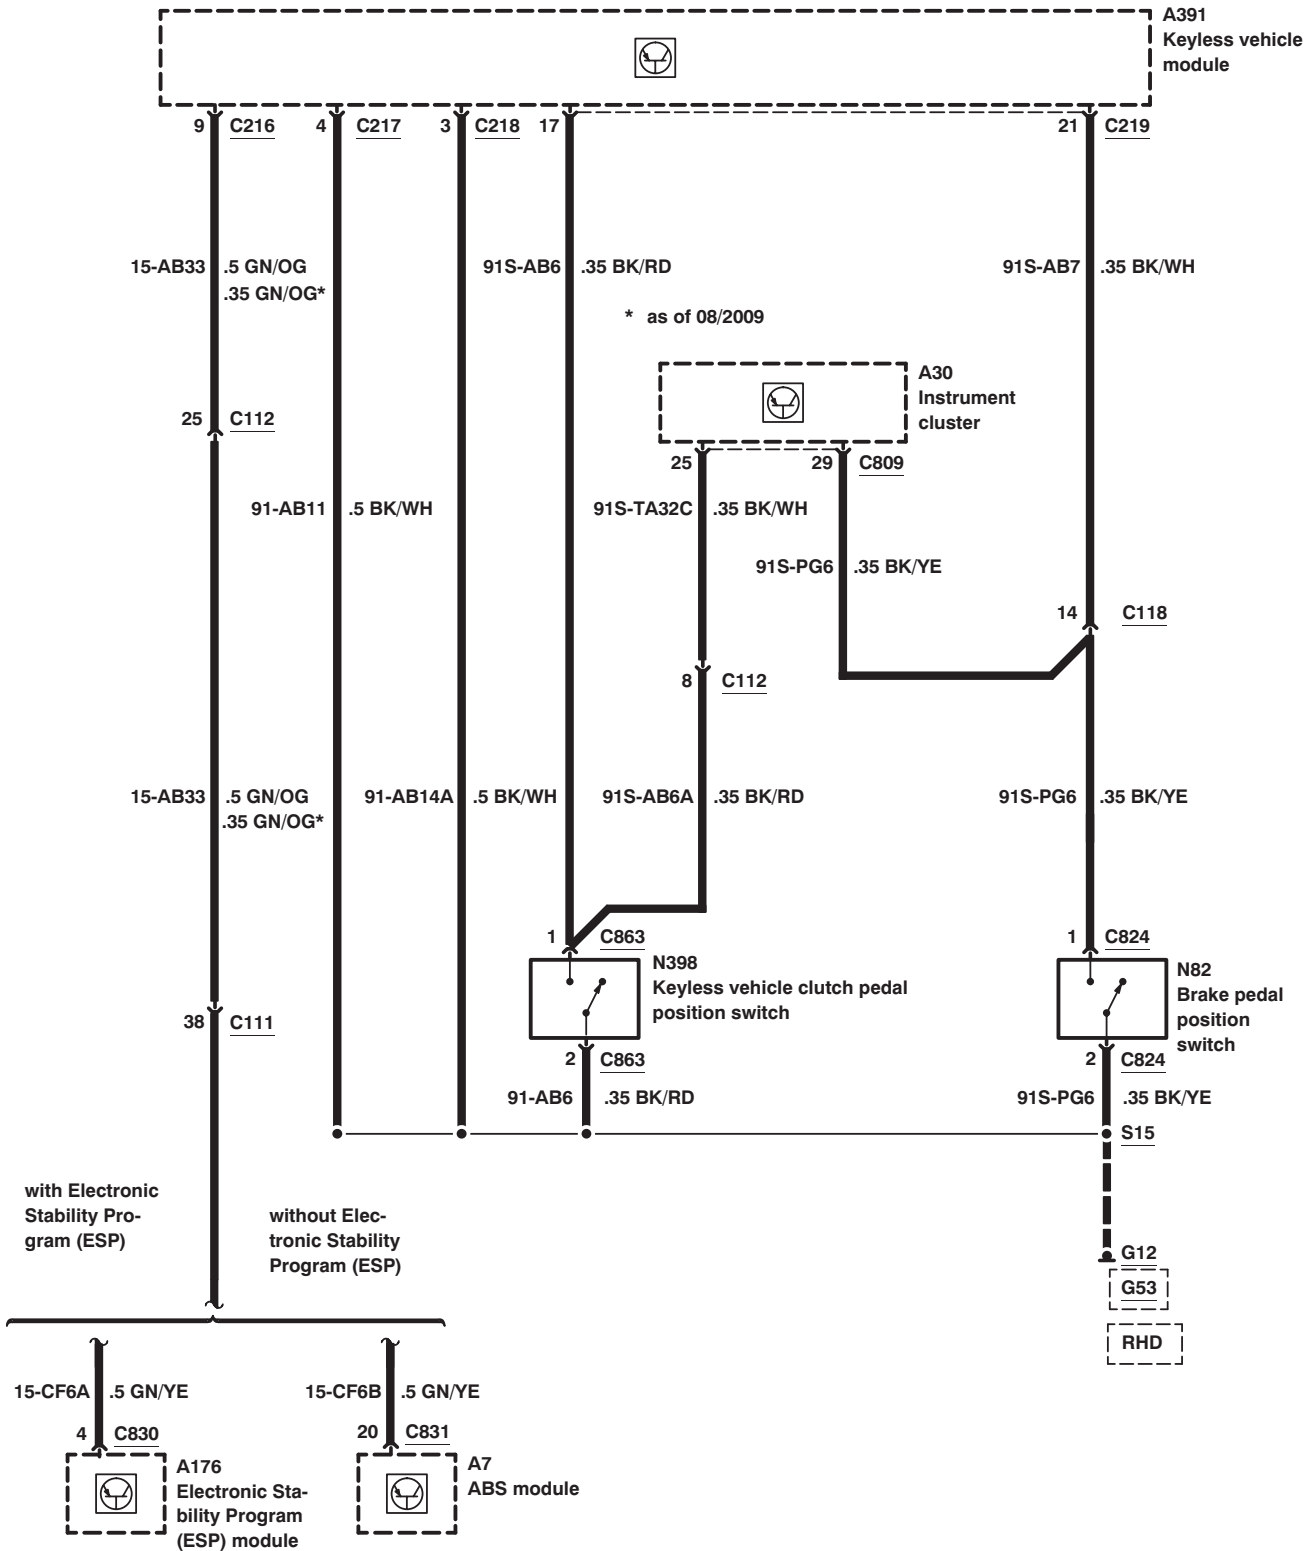 A391
Keyless vehicle
module
9 C216
4 C217
3 C218
17
21 C219
15-AB33 .5 GN/OG
.35 GN/OG*
91S-AB6 .35 BK/RD
91S-AB7 .35 BK/WH
* as of 08/2009
A30
Instrument
cluster
25 C112
25
29 C809
91-AB11 .5 BK/WH
91S-TA32C .35 BK/WH
91S-PG6 .35 BK/YE
14 C118
8 C112
15-AB33 .5 GN/OG
.35 GN/OG*
91-AB14A .5 BK/WH
91S-AB6A .35 BK/RD
91S-PG6 .35 BK/YE
1 C863
N398
Keyless vehicle clutch pedal
position switch
1 C824
N82
Brake pedal
position
switch
38 C111
2 C863
2 C824
91-AB6 .35 BK/RD
91S-PG6 .35 BK/YE
S15
with Electronic
Stability Pro-
gram (ESP)
without Elec-
tronic Stability
Program (ESP)
G12
G53
RHD
15-CF6A .5 GN/YE
15-CF6B .5 GN/YE
4 C830
20 C831
A176
Electronic Sta-
bility Program
(ESP) module
A7
ABS module